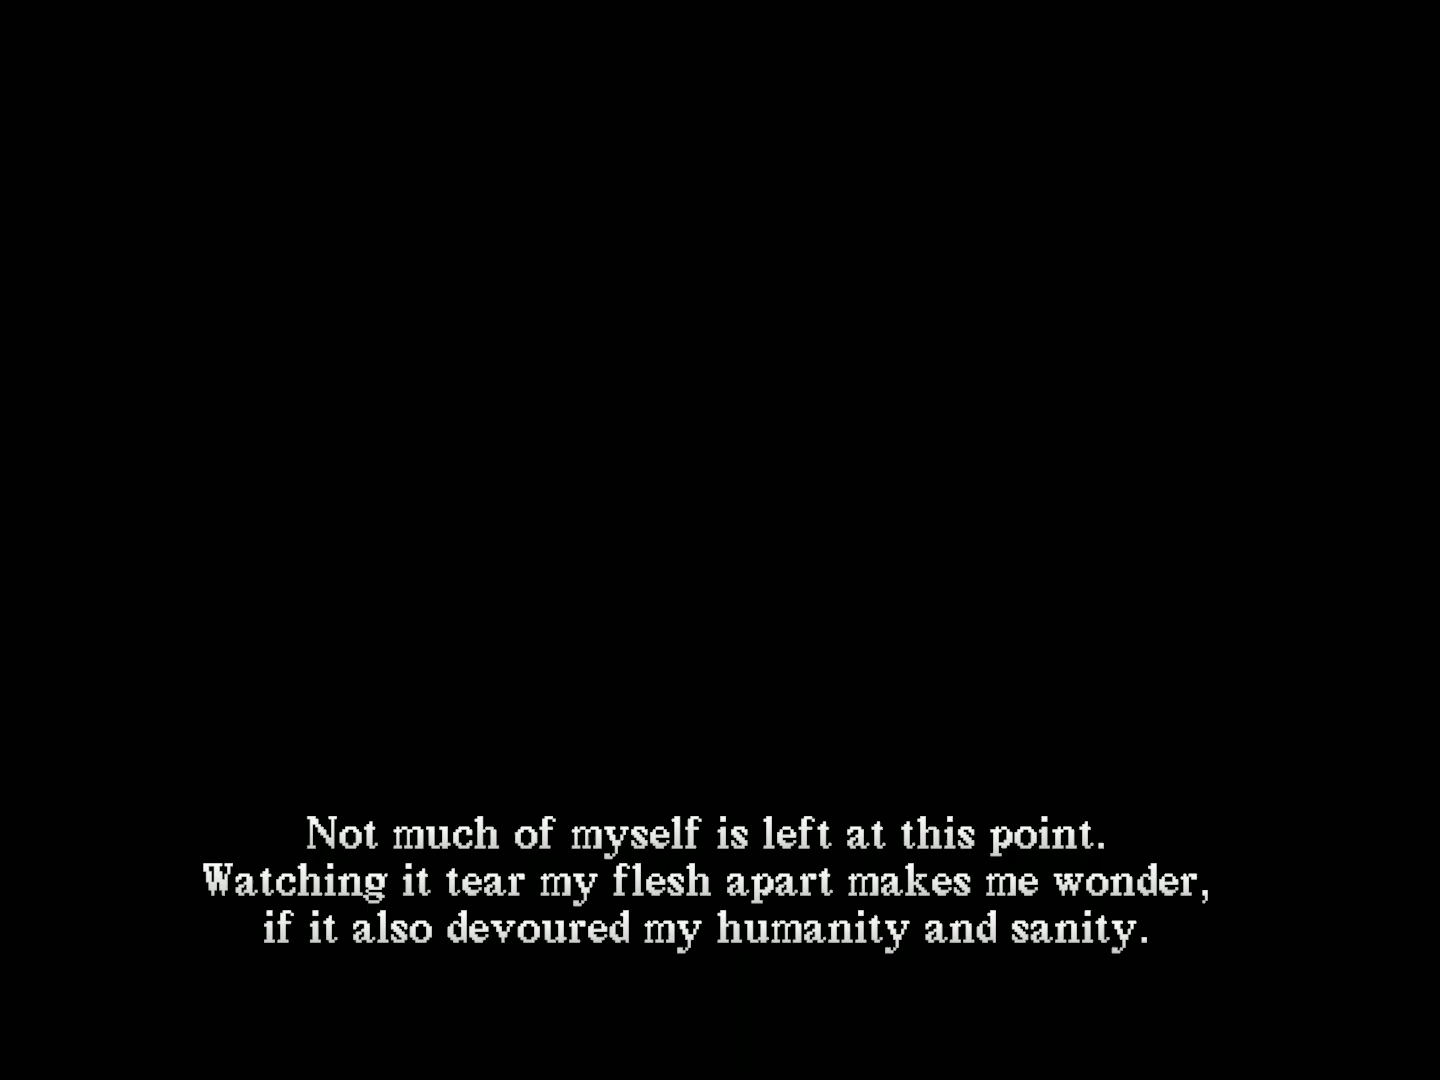 Not much of myself is left at this point.
Watching it tear my flesh apart makes me wonder,
if it also devoured my humanity and sanity.